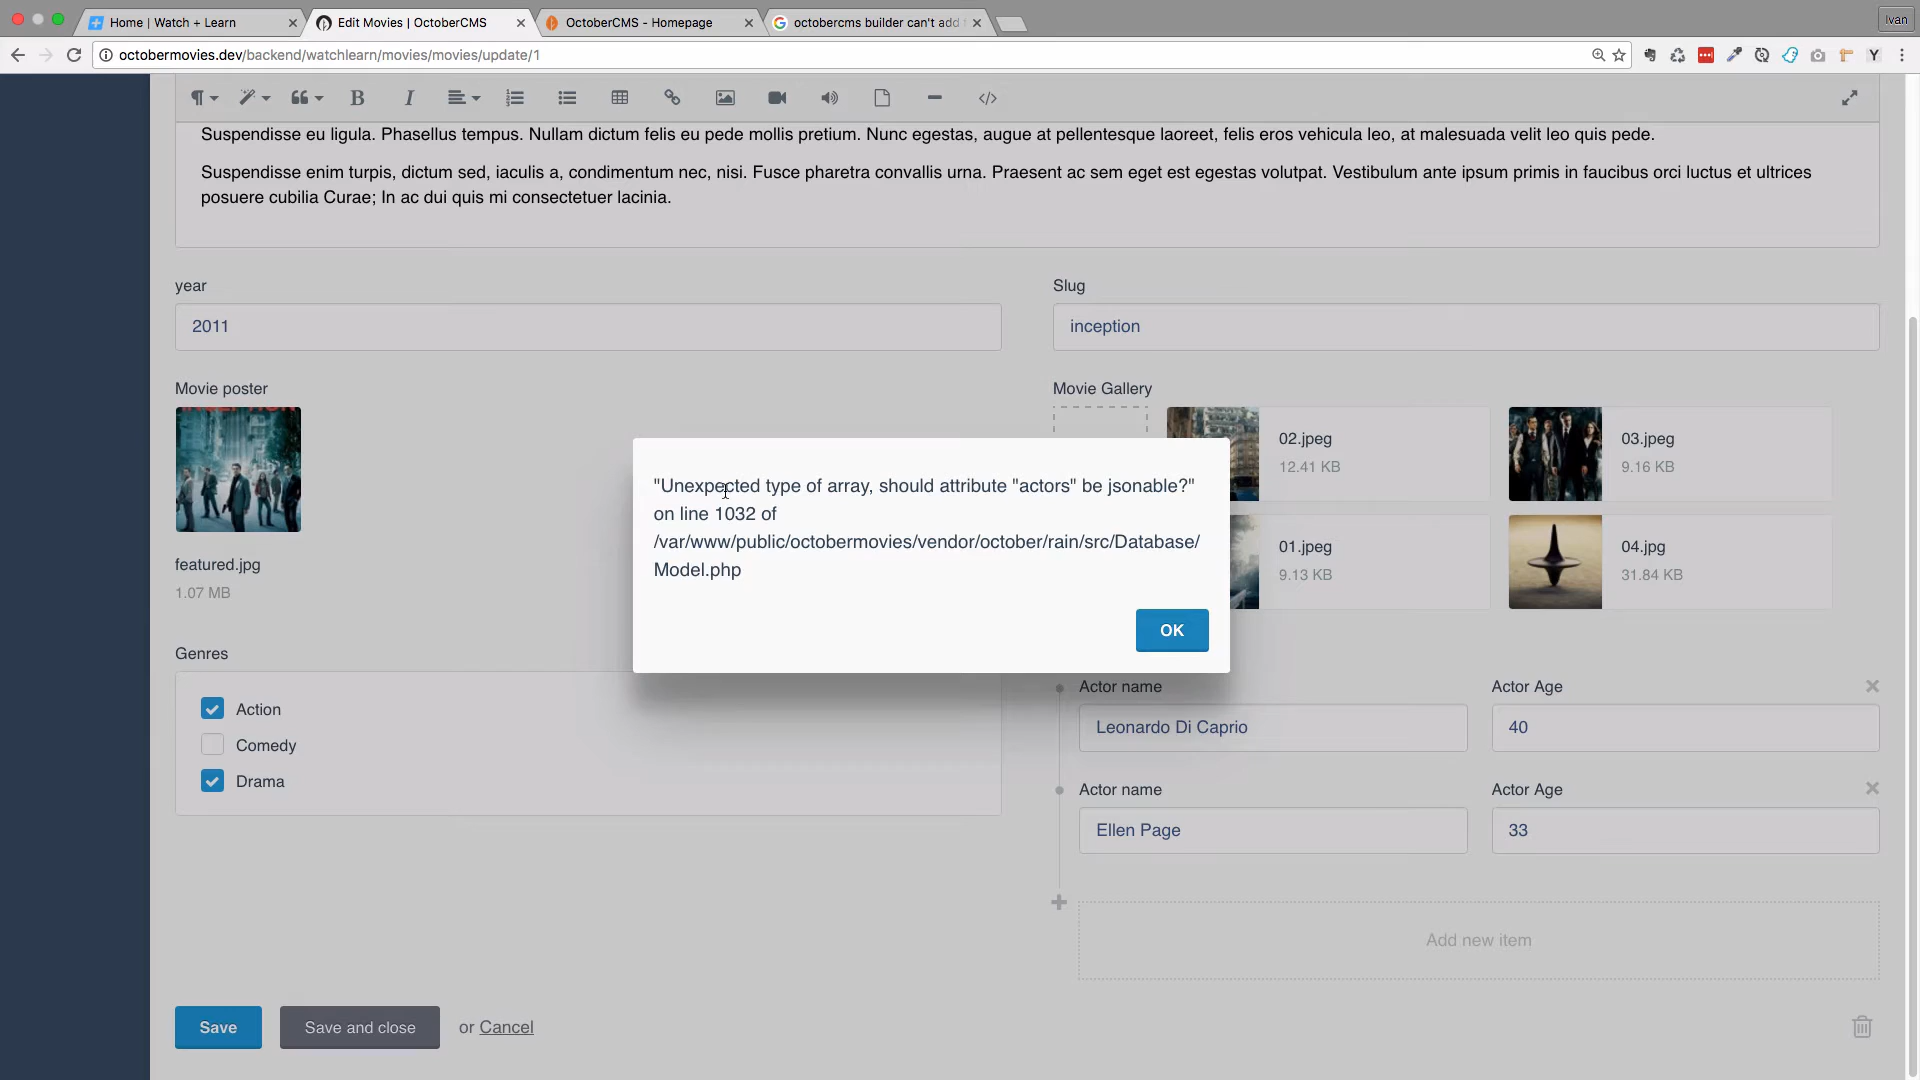 Home | Watch + Learn
Edit Movies | OctoberCMS
OctoberCMS - Homepage
octobercms builder can't add
Ivan
octobermovies.dev/backend/watchlearn/movies/movies/update/1
Suspendisse eu ligula. Phasellus tempus. Nullam dictum felis eu pede mollis pretium. Nunc egestas, augue at pellentesque laoreet, felis eros vehicula leo, at malesuada velit leo quis pede.
Suspendisse enim turpis, dictum sed, iaculis a, condimentum nec, nisi. Fusce pharetra convallis urna. Praesent ac sem eget est egestas volutpat. Vestibulum ante ipsum primis in faucibus orci luctus et ultrices
posuere cubilia Curae; In ac dui quis mi consectetuer lacinia.
year
Slug
2011
inception
Movie poster
Movie Gallery
02.jpeg
12.41 KB
03.jpeg
9.16 KB
01.jpeg
9.13 KB
04.jpg
31.84 KB
featured.jpg
1.07 MB
"Unexpected type of array, should attribute "actors" be jsonable?"
on line 1032 of
/var/www/public/octobermovies/vendor/october/rain/src/Database/
Model.php
OK
Genres
Action
Comedy
Drama
Actor name
Actor Age
Leonardo Di Caprio
40
Actor name
Actor Age
Ellen Page
33
Add new item
Save
Save and close
or Cancel